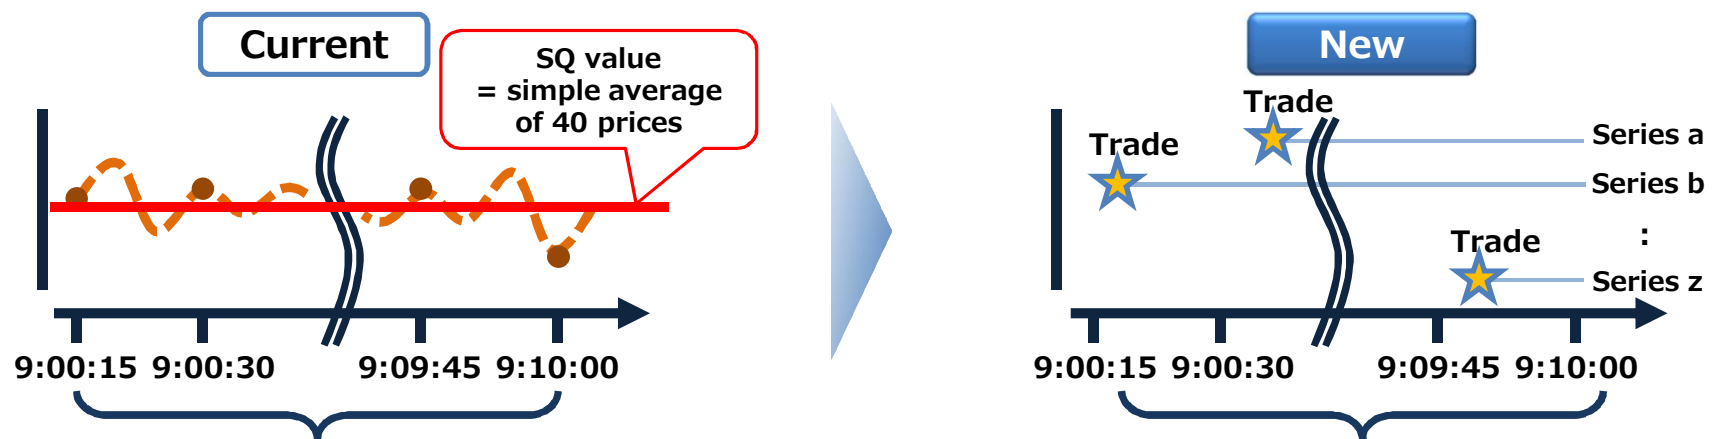 Current
SQ value
= simple average
of 40 prices
9:00:15 9:00:30 9:09:45 9:10:00
New
Trade
Trade
Series a
Series b
:
Trade
Series z
9:00:15 9:00:30 9:09:45 9:10:00